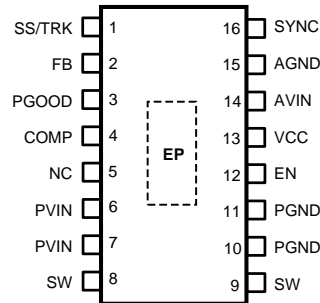 SS/TRK 1 16 SYNC
FB 2 15 AGND
PGOOD 3 14 AVIN
COMP 4 13 VCC
EP
NC 5 12 EN
PVIN 6 11 PGND
PVIN 7 10 PGND
SW 8 9 SW